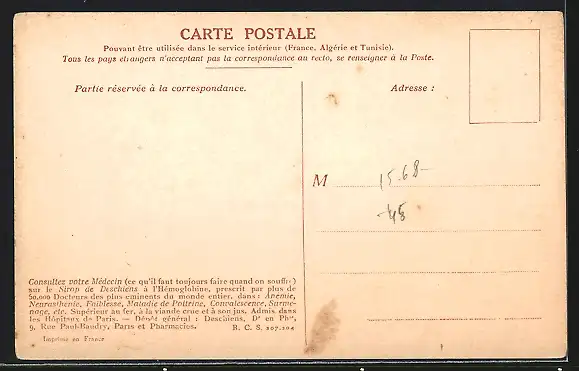 CARTE POSTALE
Pouvant être utilisée dans le service intérieur (France, Algérie et Tunisie).
Tous les pays étrangers n'acceptant pas la correspondance au recto, se renseigner à la Poste.
Partie réservée à la correspondance.
Adresse :
M
15-68-
-45
Consultez votre Médecin (ce qu'il faut toujours faire quand on souffre)
sur le Sirop de Deschiens à l'Hémoglobine, prescrit par plus de
50.000 Docteurs des plus éminents du monde entier, dans : Anémie,
Neurasthénie, Faiblesse, Maladie de Poitrine, Convalescence, Surme-
nage, etc. Supérieur au fer, à la viande crue et à son jus. Admis dans
les Hôpitaux de Paris. — Dépôt général : Deschiens, Dr en Phie,
9, Rue Paul-Baudry, Paris et Pharmacies.
R. C. S. 207.204
Imprimé en France